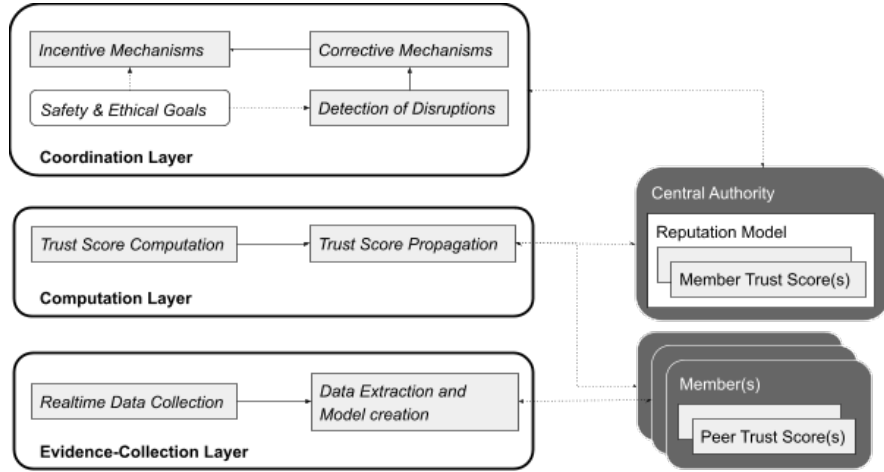 Incentive Mechanisms
Corrective Mechanisms
Safety & Ethical Goals
Detection of Disruptions
Coordination Layer
Trust Score Computation
Trust Score Propagation
Computation Layer
Realtime Data Collection
Data Extraction and
Model creation
Evidence-Collection Layer
Central Authority
Reputation Model
Member Trust Score(s)
Member(s)
Peer Trust Score(s)